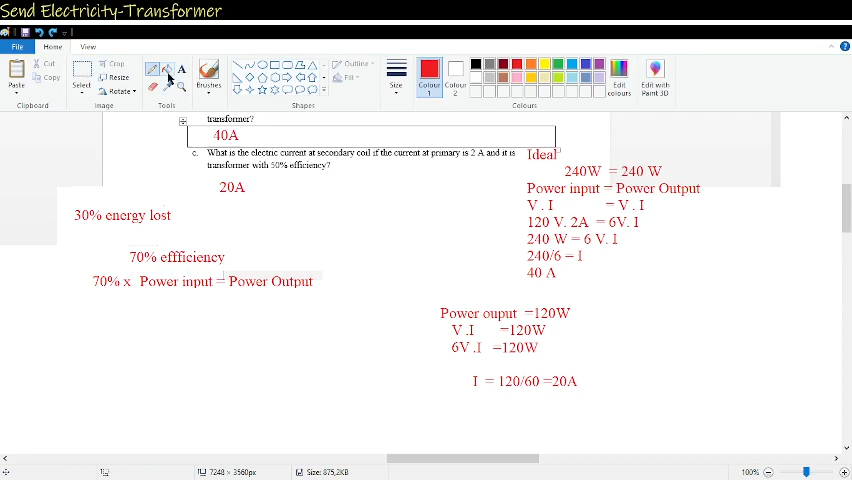 Send Electricity-Transformer
File Home View
Paste
Cut
Copy
Clipboard
Select
Crop
Resize
Rotate
Image
A
Tools
Brushes
Outline
Fill
Shapes
Size
Colour 1
Colour 2
Edit colours
Edit with Paint 3D
Colours
transformer?
40A
c. What is the electric current at secondary coil if the current at primary is 2 A and it is
transformer with 50% efficiency?
20A
30% energy lost
70% effficiency
70% x Power input = Power Output
Ideal
240W = 240 W
Power input = Power Output
V . I = V . I
120 V. 2A = 6V. I
240 W = 6 V. I
240/6 = I
40 A
Power ouput =120W
V .I =120W
6V .I =120W
I = 120/60 =20A
7248 × 3560px
Size: 875,2KB
100%